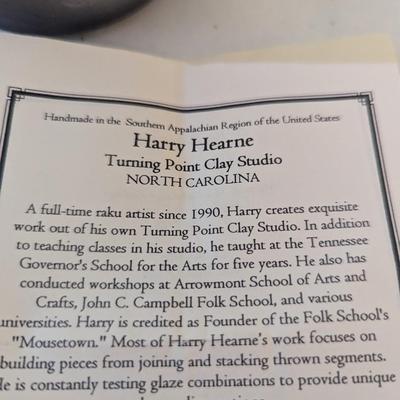 Handmade in the Southern Appalachian Region of the United States
Harry Hearne
Turning Point Clay Studio
NORTH CAROLINA
A full-time raku artist since 1990, Harry creates exquisite
work out of his own Turning Point Clay Studio. In addition
to teaching classes in his studio, he taught at the Tennessee
Governor's School for the Arts for five years. He also has
conducted workshops at Arrowmont School of Arts and
Crafts, John C. Campbell Folk School, and various
universities. Harry is credited as Founder of the Folk School's
"Mousetown." Most of Harry Hearne's work focuses on
building pieces from joining and stacking thrown segments.
He is constantly testing glaze combinations to provide unique